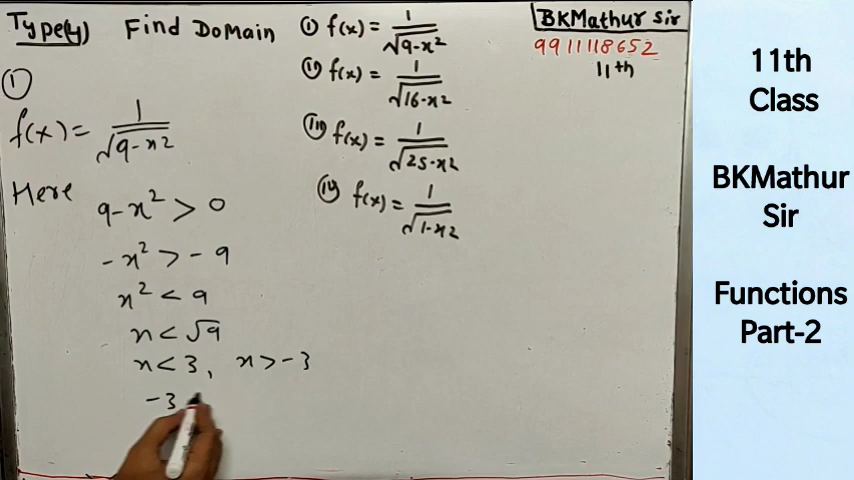 Type(4) Find Domain
① f(x) = 1/√9-x²
② f(x) = 1/√16-x²
(iii) f(x) = 1/√25-x²
(iv) f(x) = 1/√1-x²
BKMathur Sir
9911118652
11th
①
f(x) = 1/√9-x²
Here
9-x² > 0
-x² > -9
x² < 9
x < √9
x < 3, x > -3
-3
11th
Class
BKMathur
Sir
Functions
Part-2